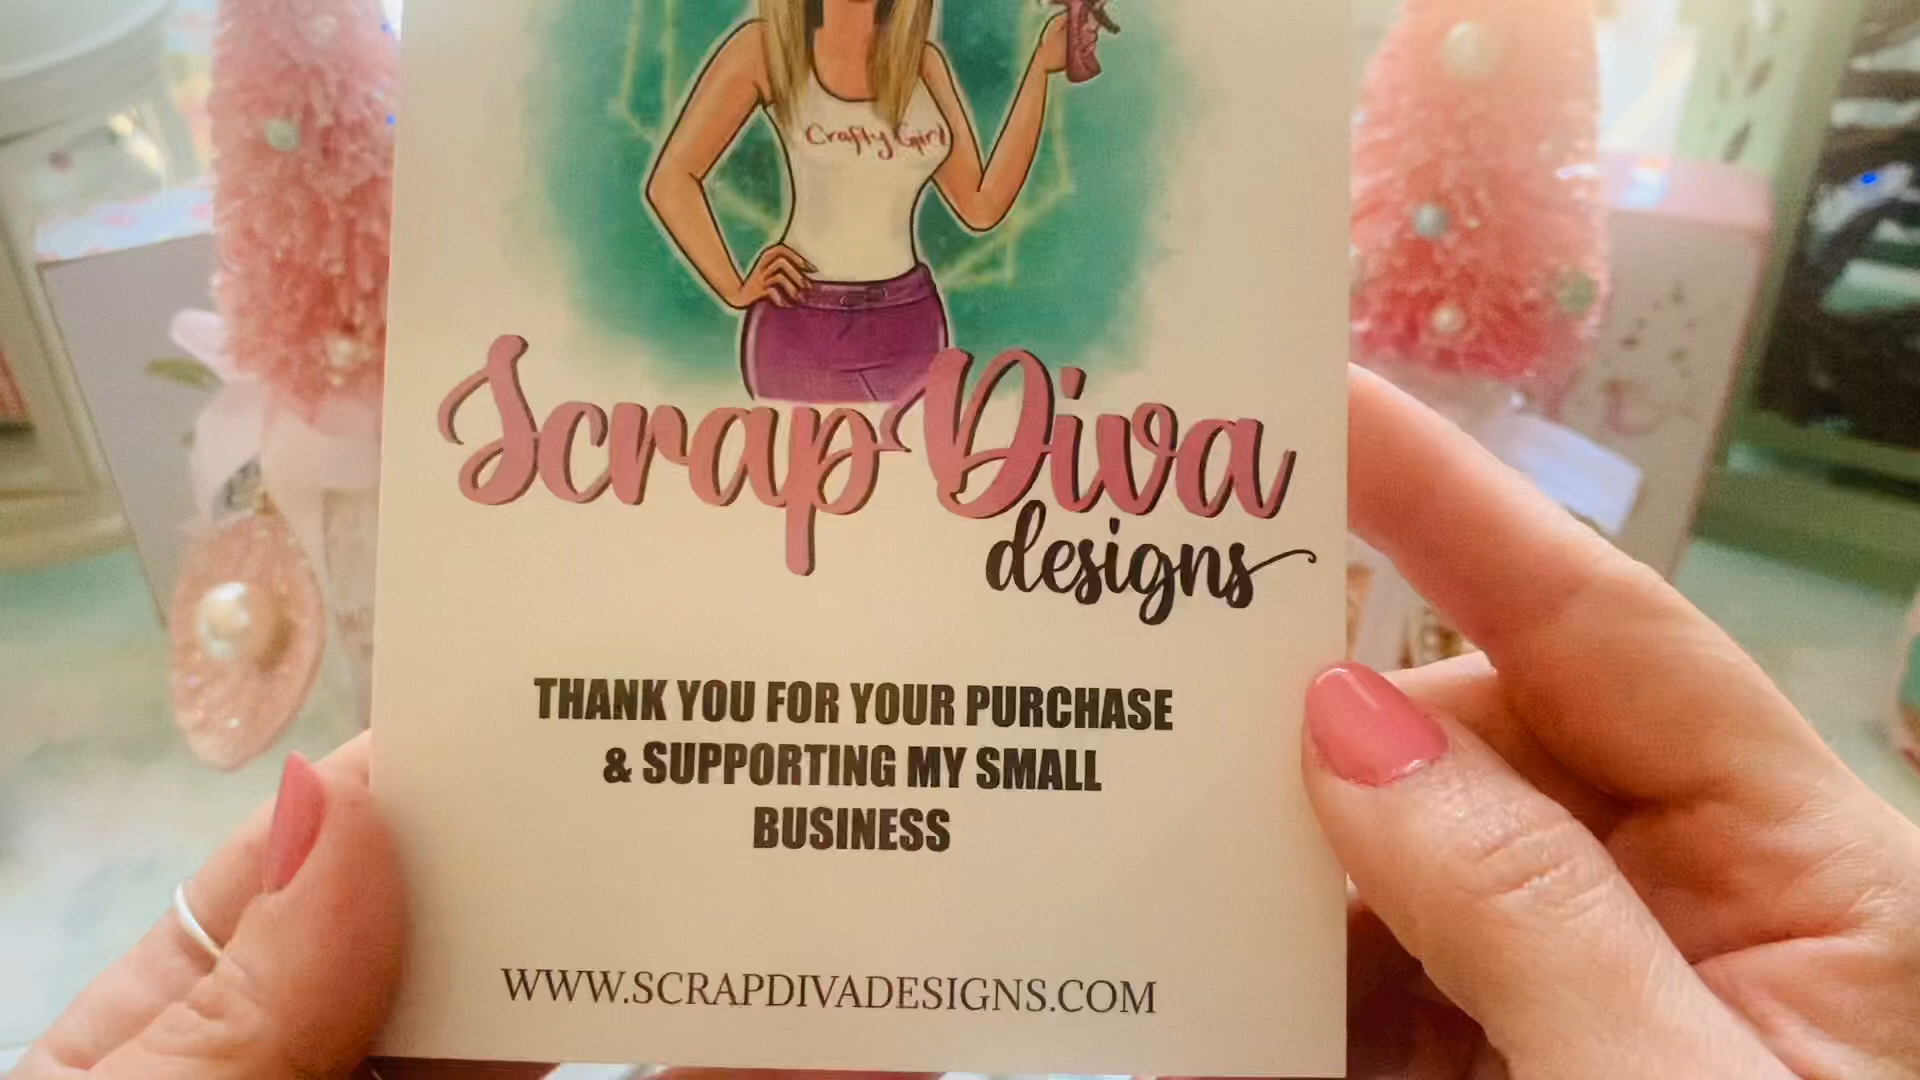 Crafty Girl
Scrap Diva
designs
THANK YOU FOR YOUR PURCHASE
& SUPPORTING MY SMALL
BUSINESS
WWW.SCRAPDIVADESIGNS.COM